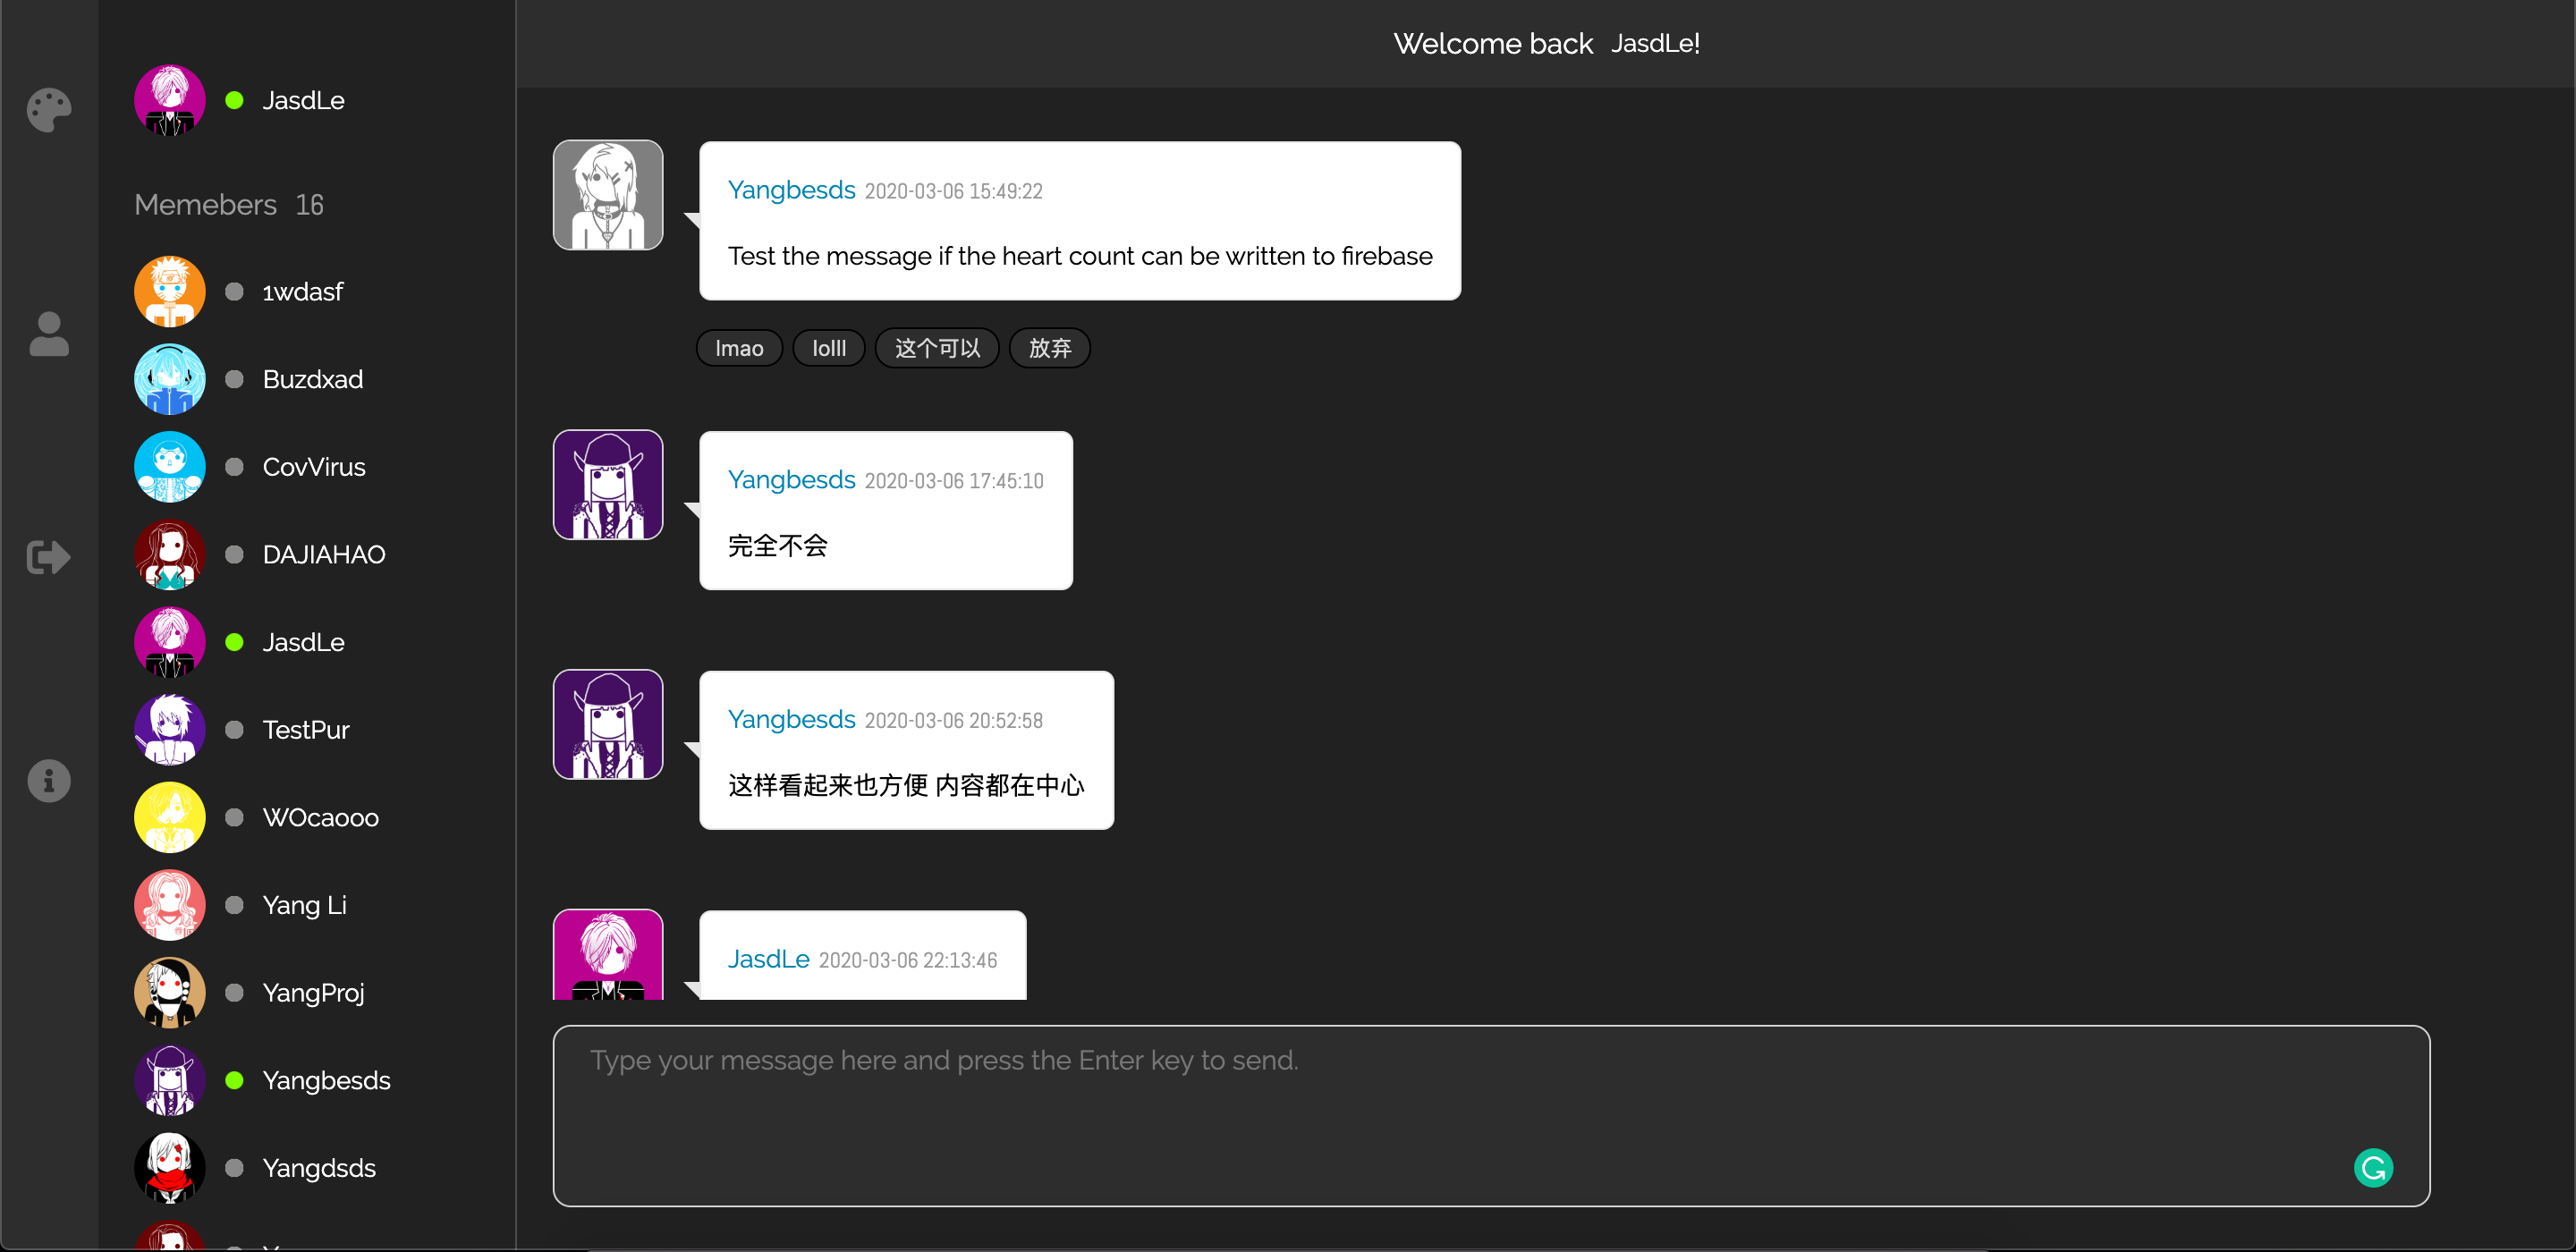 JasdLe
Memebers 16
1wdasf
Buzdxad
CovVirus
DAJIAHAO
JasdLe
TestPur
WOcaooo
Yang Li
YangProj
Yangbesds
Yangdsds
Welcome back JasdLe!
Yangbesds 2020-03-06 15:49:22
Test the message if the heart count can be written to firebase
lmao lolll 这个可以 放弃
Yangbesds 2020-03-06 17:45:10
完全不会
Yangbesds 2020-03-06 20:52:58
这样看起来也方便 内容都在中心
JasdLe 2020-03-06 22:13:46
Type your message here and press the Enter key to send.